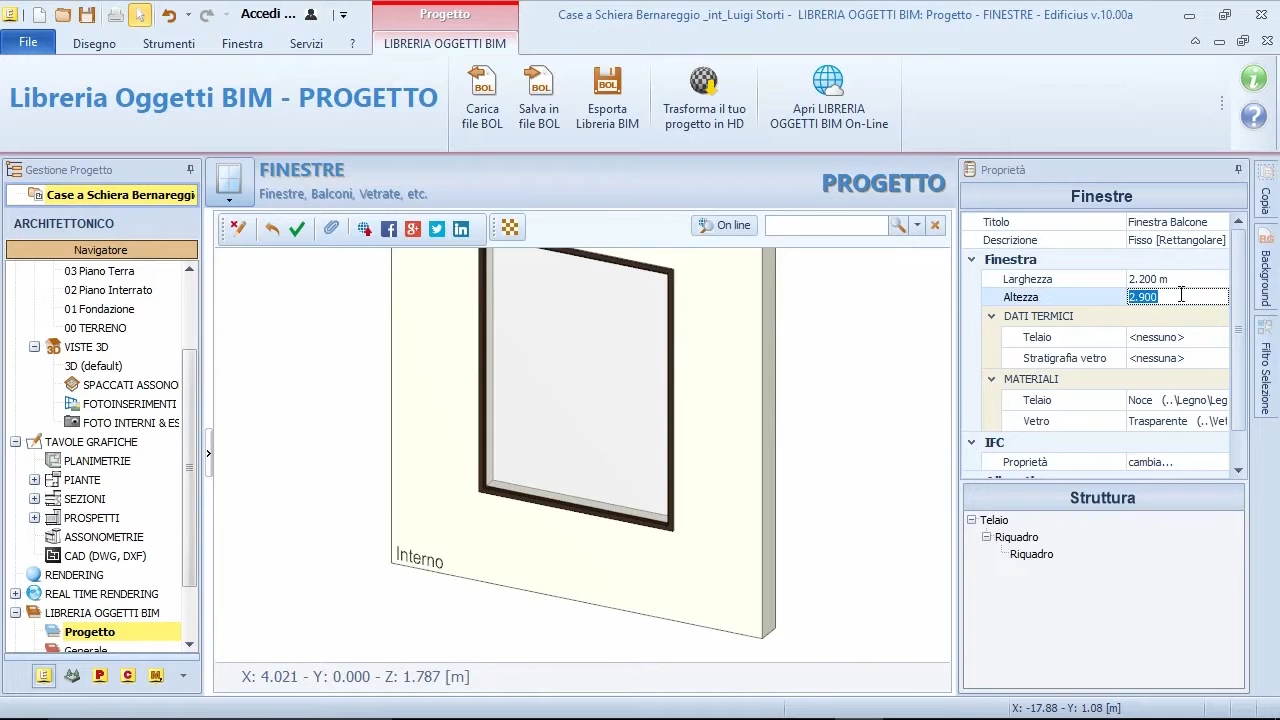 Accedi ...
Progetto
Case a Schiera Bernareggio _int_Luigi Storti - LIBRERIA OGGETTI BIM: Progetto - FINESTRE - Edificius v.10.00a
File
Disegno
Strumenti
Finestra
Servizi
?
LIBRERIA OGGETTI BIM
Libreria Oggetti BIM - PROGETTO
BOL
BOL
BOL
Carica
file BOL
Salva in
file BOL
Esporta
Libreria BIM
Trasforma il tuo
progetto in HD
Apri LIBRERIA
OGGETTI BIM On-Line
Gestione Progetto
Case a Schiera Bernareggi
ARCHITETTONICO
Navigatore
03 Piano Terra
02 Piano Interrato
01 Fondazione
00 TERRENO
VISTE 3D
3D (default)
SPACCATI ASSONO
FOTOINSERIMENTI
FOTO INTERNI & ES
TAVOLE GRAFICHE
PLANIMETRIE
PIANTE
SEZIONI
PROSPETTI
ASSONOMETRIE
CAD (DWG, DXF)
RENDERING
REAL TIME RENDERING
LIBRERIA OGGETTI BIM
Progetto
Generale
FINESTRE
Finestre, Balconi, Vetrate, etc.
PROGETTO
On line
Interno
X: 4.021 - Y: 0.000 - Z: 1.787 [m]
Proprietà
Finestre
Titolo Finestra Balcone
Descrizione Fisso [Rettangolare]
Finestra
Larghezza 2.200 m
Altezza 2.900
DATI TERMICI
Telaio <nessuno>
Stratigrafia vetro <nessuna>
MATERIALI
Telaio Noce (..\Legno\Leg
Vetro Trasparente (..\Vet
IFC
Proprietà cambia...
Struttura
Telaio
Riquadro
Riquadro
Copia
Background
Filtro Selezione
X: -17.88 - Y: 1.08 [m]